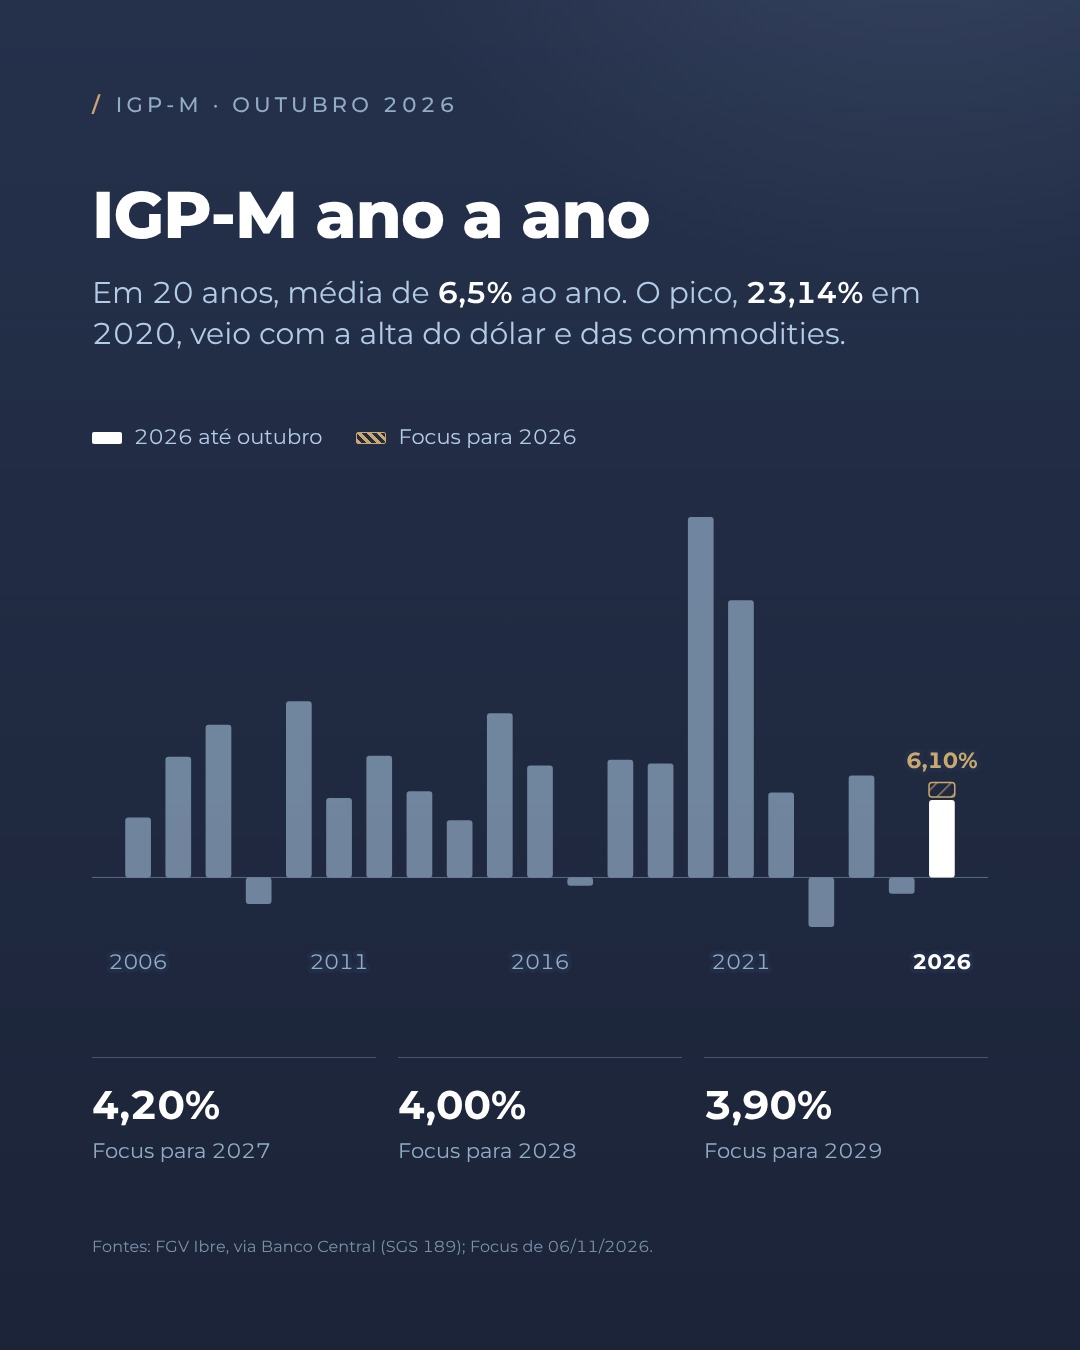 / IGP-M · OUTUBRO 2026
IGP-M ano a ano
Em 20 anos, média de 6,5% ao ano. O pico, 23,14% em
2020, veio com a alta do dólar e das commodities.
2026 até outubro Focus para 2026
6,10%
2006 2011 2016 2021 2026
4,20% 4,00% 3,90%
Focus para 2027 Focus para 2028 Focus para 2029
Fontes: FGV Ibre, via Banco Central (SGS 189); Focus de 06/11/2026.